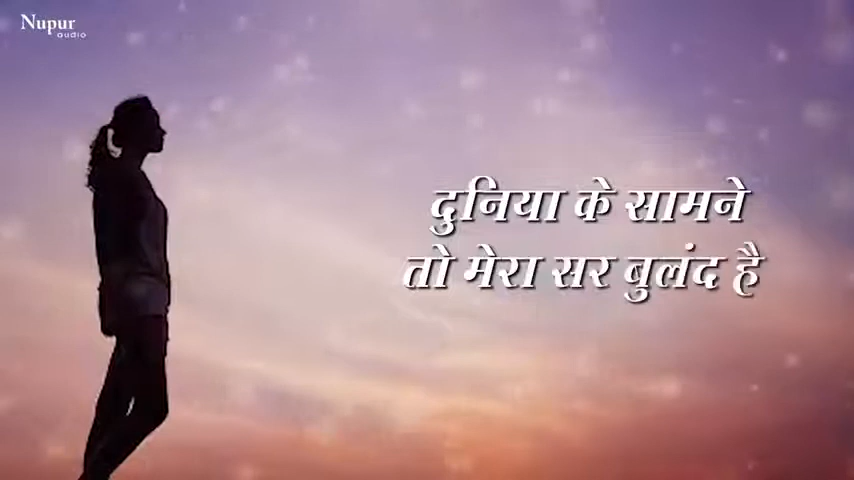 Nupur
audio
दुनिया के सामने
तो मेरा सर बुलंद है